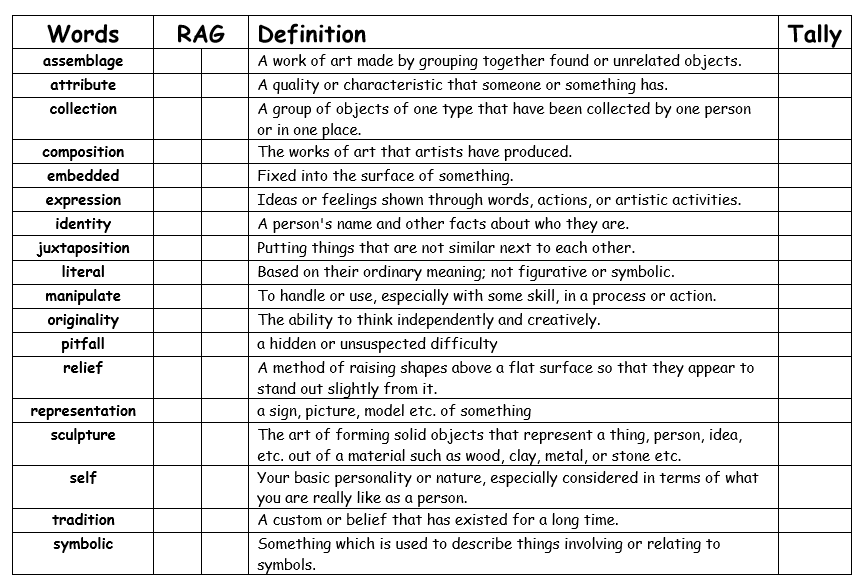 Words RAG Definition Tally
assemblage A work of art made by grouping together found or unrelated objects.
attribute A quality or characteristic that someone or something has.
collection A group of objects of one type that have been collected by one person
or in one place.
composition The works of art that artists have produced.
embedded Fixed into the surface of something.
expression Ideas or feelings shown through words, actions, or artistic activities.
identity A person's name and other facts about who they are.
juxtaposition Putting things that are not similar next to each other.
literal Based on their ordinary meaning; not figurative or symbolic.
manipulate To handle or use, especially with some skill, in a process or action.
originality The ability to think independently and creatively.
pitfall a hidden or unsuspected difficulty
relief A method of raising shapes above a flat surface so that they appear to
stand out slightly from it.
representation a sign, picture, model etc. of something
sculpture The art of forming solid objects that represent a thing, person, idea,
etc. out of a material such as wood, clay, metal, or stone etc.
self Your basic personality or nature, especially considered in terms of what
you are really like as a person.
tradition A custom or belief that has existed for a long time.
symbolic Something which is used to describe things involving or relating to
symbols.